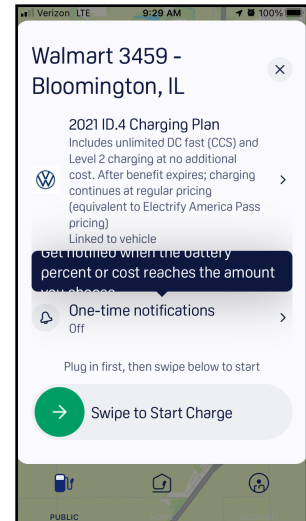 Verizon LTE 9:29 AM 100%
Walmart 3459 -
Bloomington, IL
2021 ID.4 Charging Plan
Includes unlimited DC fast (CCS) and
Level 2 charging at no additional
cost. After benefit expires; charging
continues at regular pricing
(equivalent to Electrify America Pass
pricing)
Linked to vehicle
Get notified when the battery
percent or cost reaches the amount
you choose
One-time notifications
Off
Plug in first, then swipe below to start
Swipe to Start Charge
PUBLIC